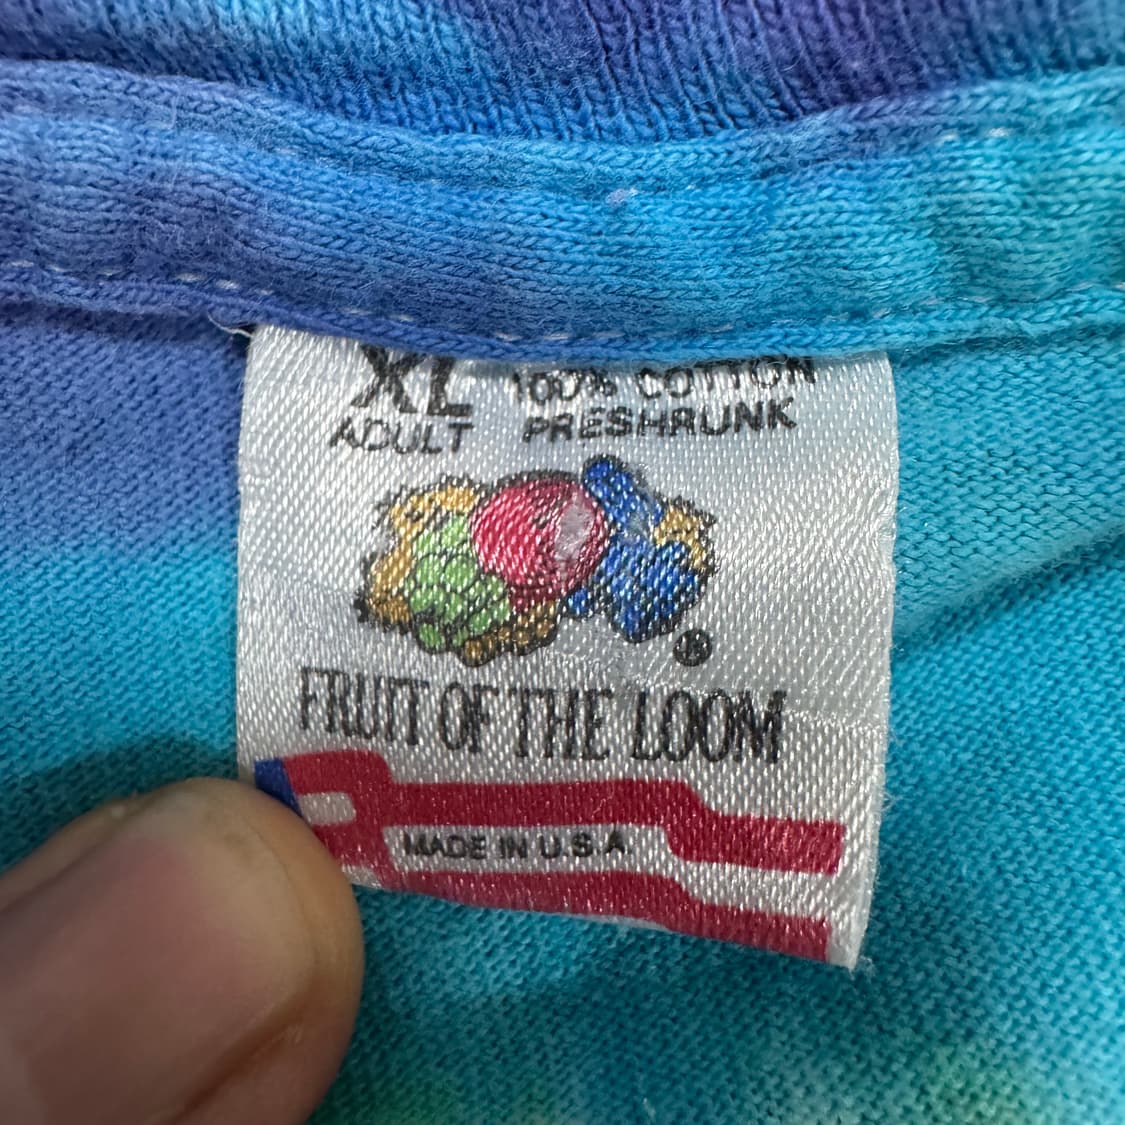 XL 100% COTTON
ADULT PRESHRUNK
®
FRUIT OF THE LOOM
MADE IN U.S.A.